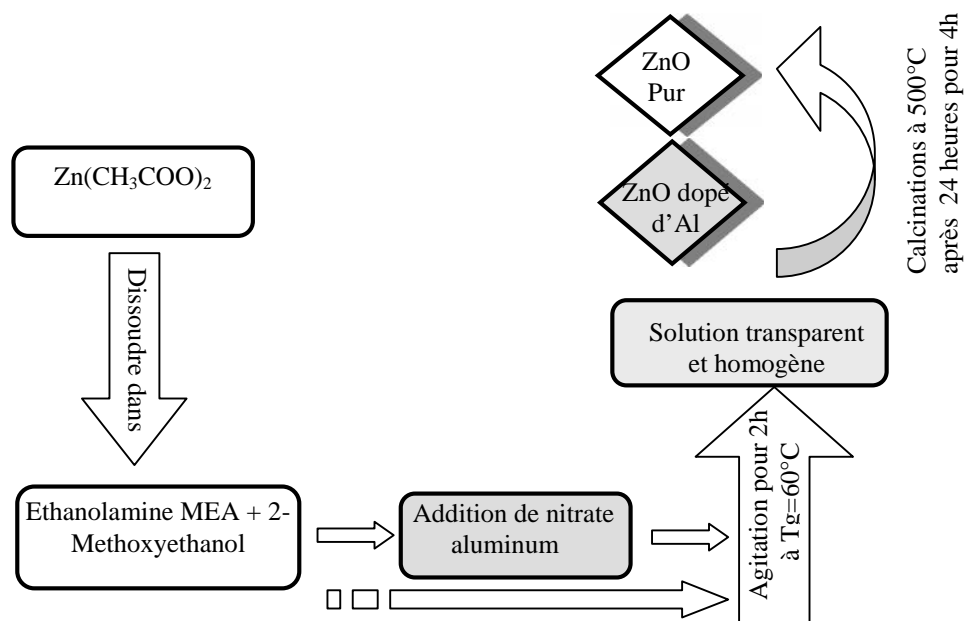 Zn(CH₃COO)₂
Dissoudre dans
Ethanolamine MEA + 2-
Methoxyethanol
Addition de nitrate
aluminum
Agitation pour 2h
à Tg=60°C
Solution transparent
et homogène
Calcinations à 500°C
après 24 heures pour 4h
ZnO
Pur
ZnO dopé
d'Al